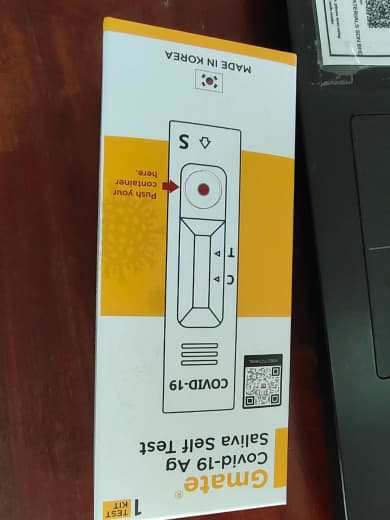 1 TEST
KIT
Gmate®
Covid-19 Ag
Saliva Self Test
COVID-19
C
T
Push your
container
here.
S
MADE IN KOREA